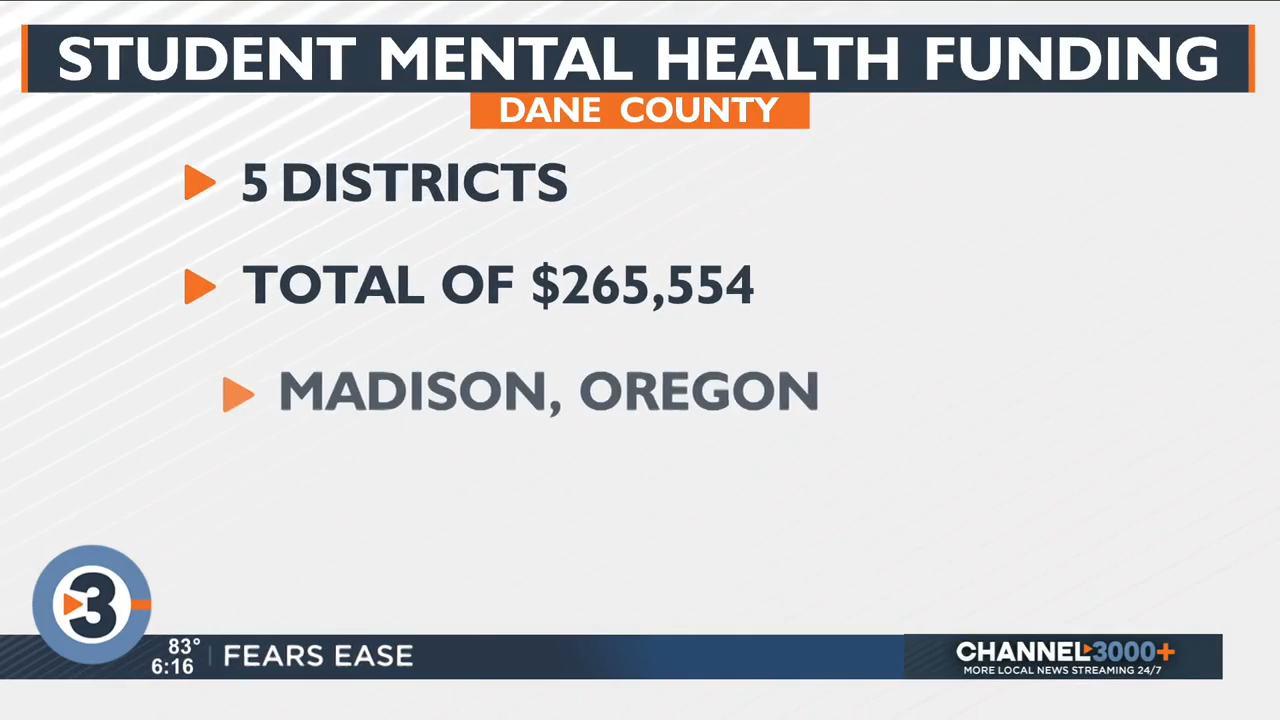 STUDENT MENTAL HEALTH FUNDING
DANE COUNTY
5 DISTRICTS
TOTAL OF $265,554
MADISON, OREGON
3
83°
6:16
FEARS EASE
CHANNEL3000+
MORE LOCAL NEWS STREAMING 24/7